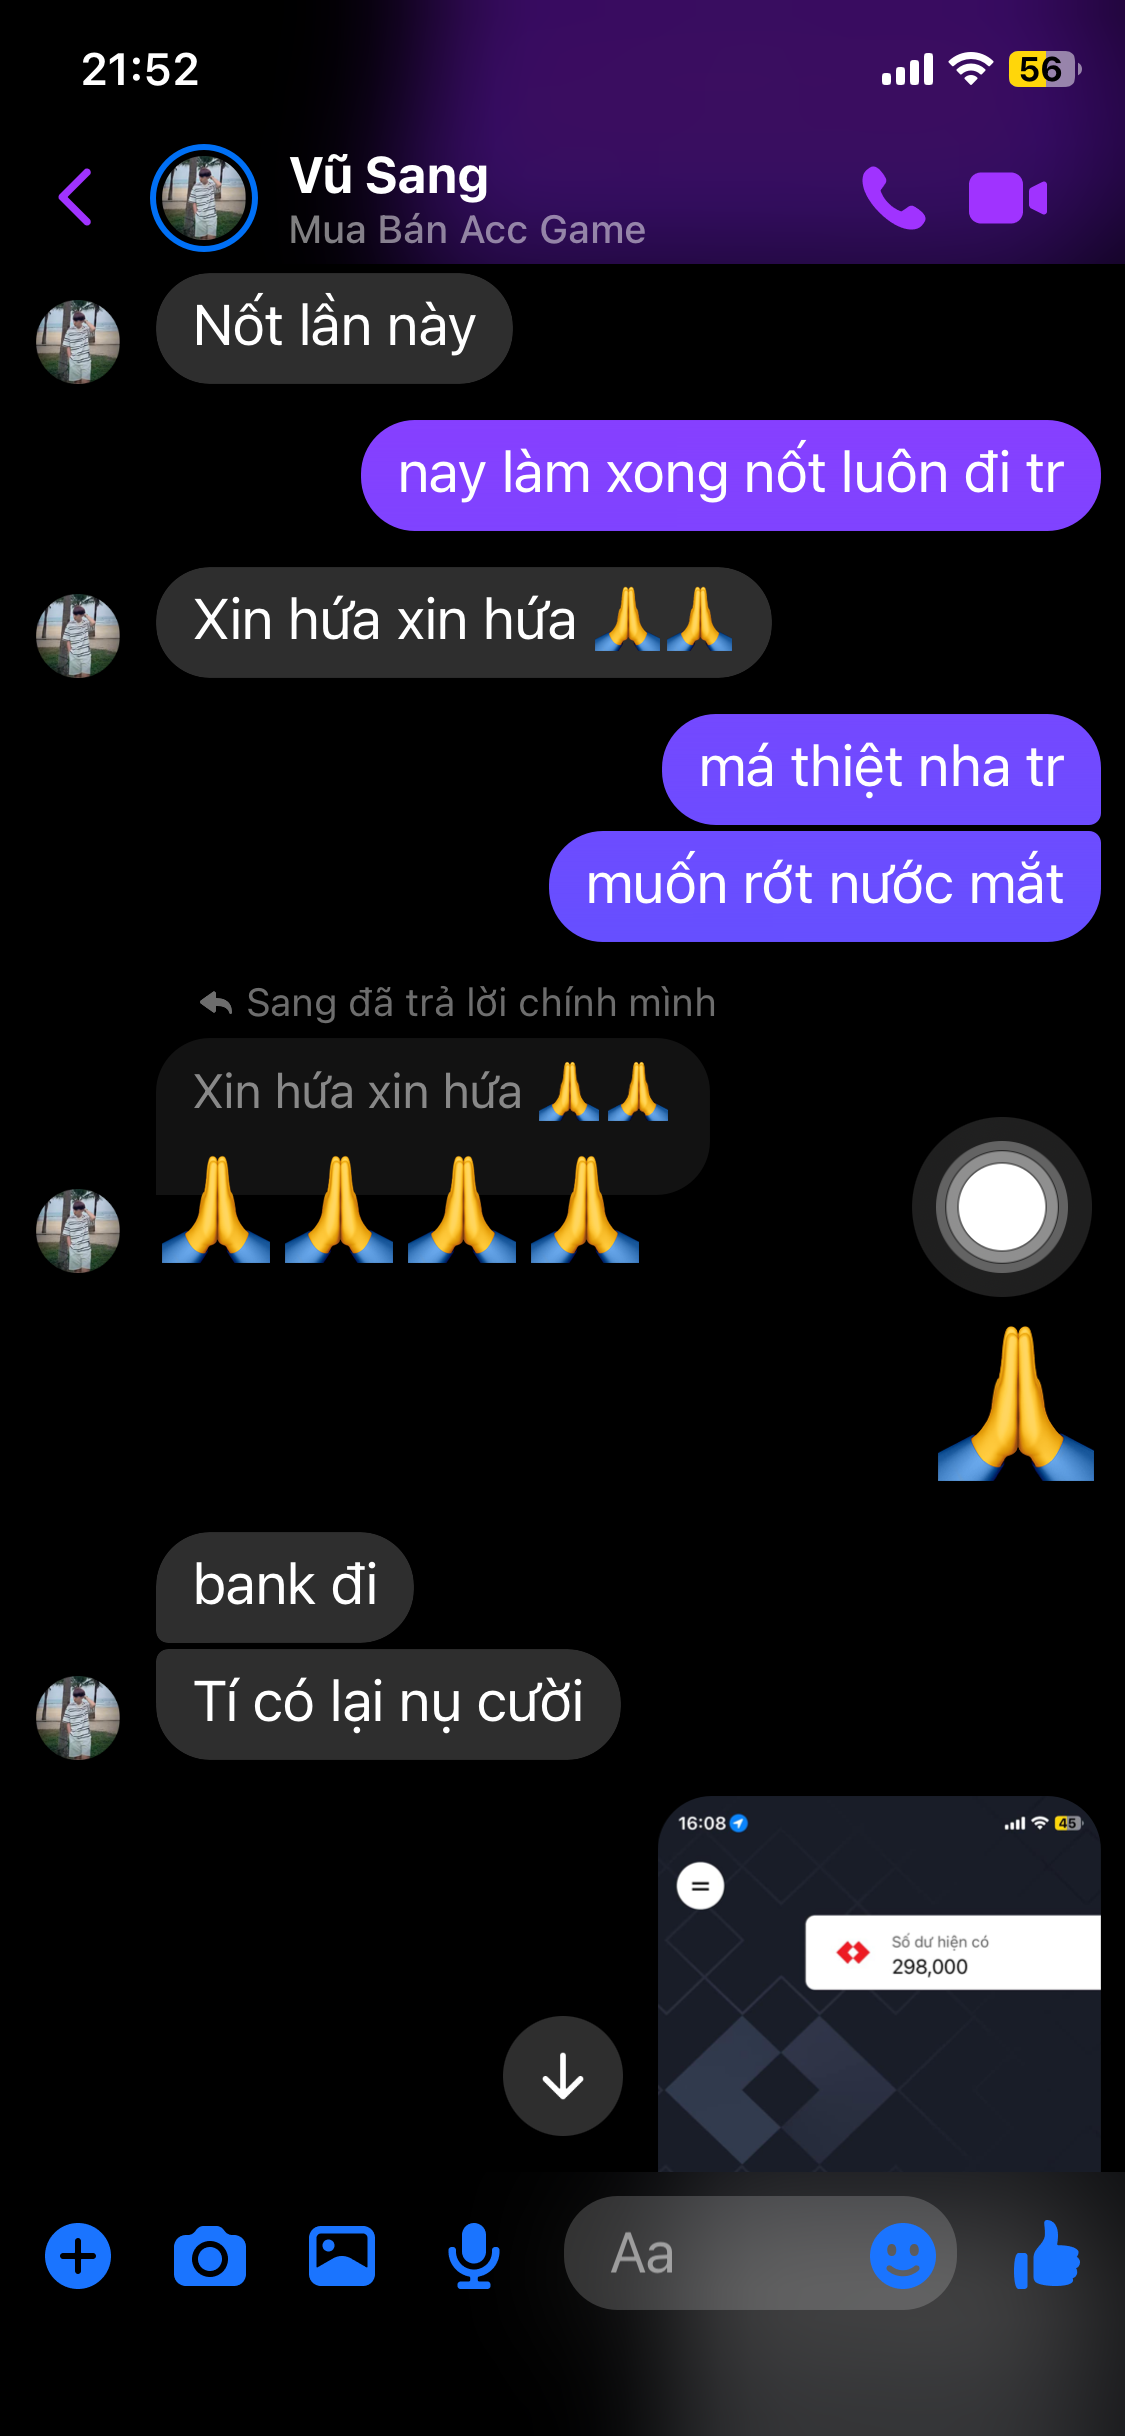 21:52
56
Vũ Sang
Mua Bán Acc Game
Nốt lần này
nay làm xong nốt luôn đi tr
Xin hứa xin hứa 🙏🙏
má thiệt nha tr
muốn rớt nước mắt
Sang đã trả lời chính mình
Xin hứa xin hứa 🙏🙏
🙏🙏🙏🙏
🙏
bank đi
Tí có lại nụ cười
16:08
45
Số dư hiện có
298,000
Aa